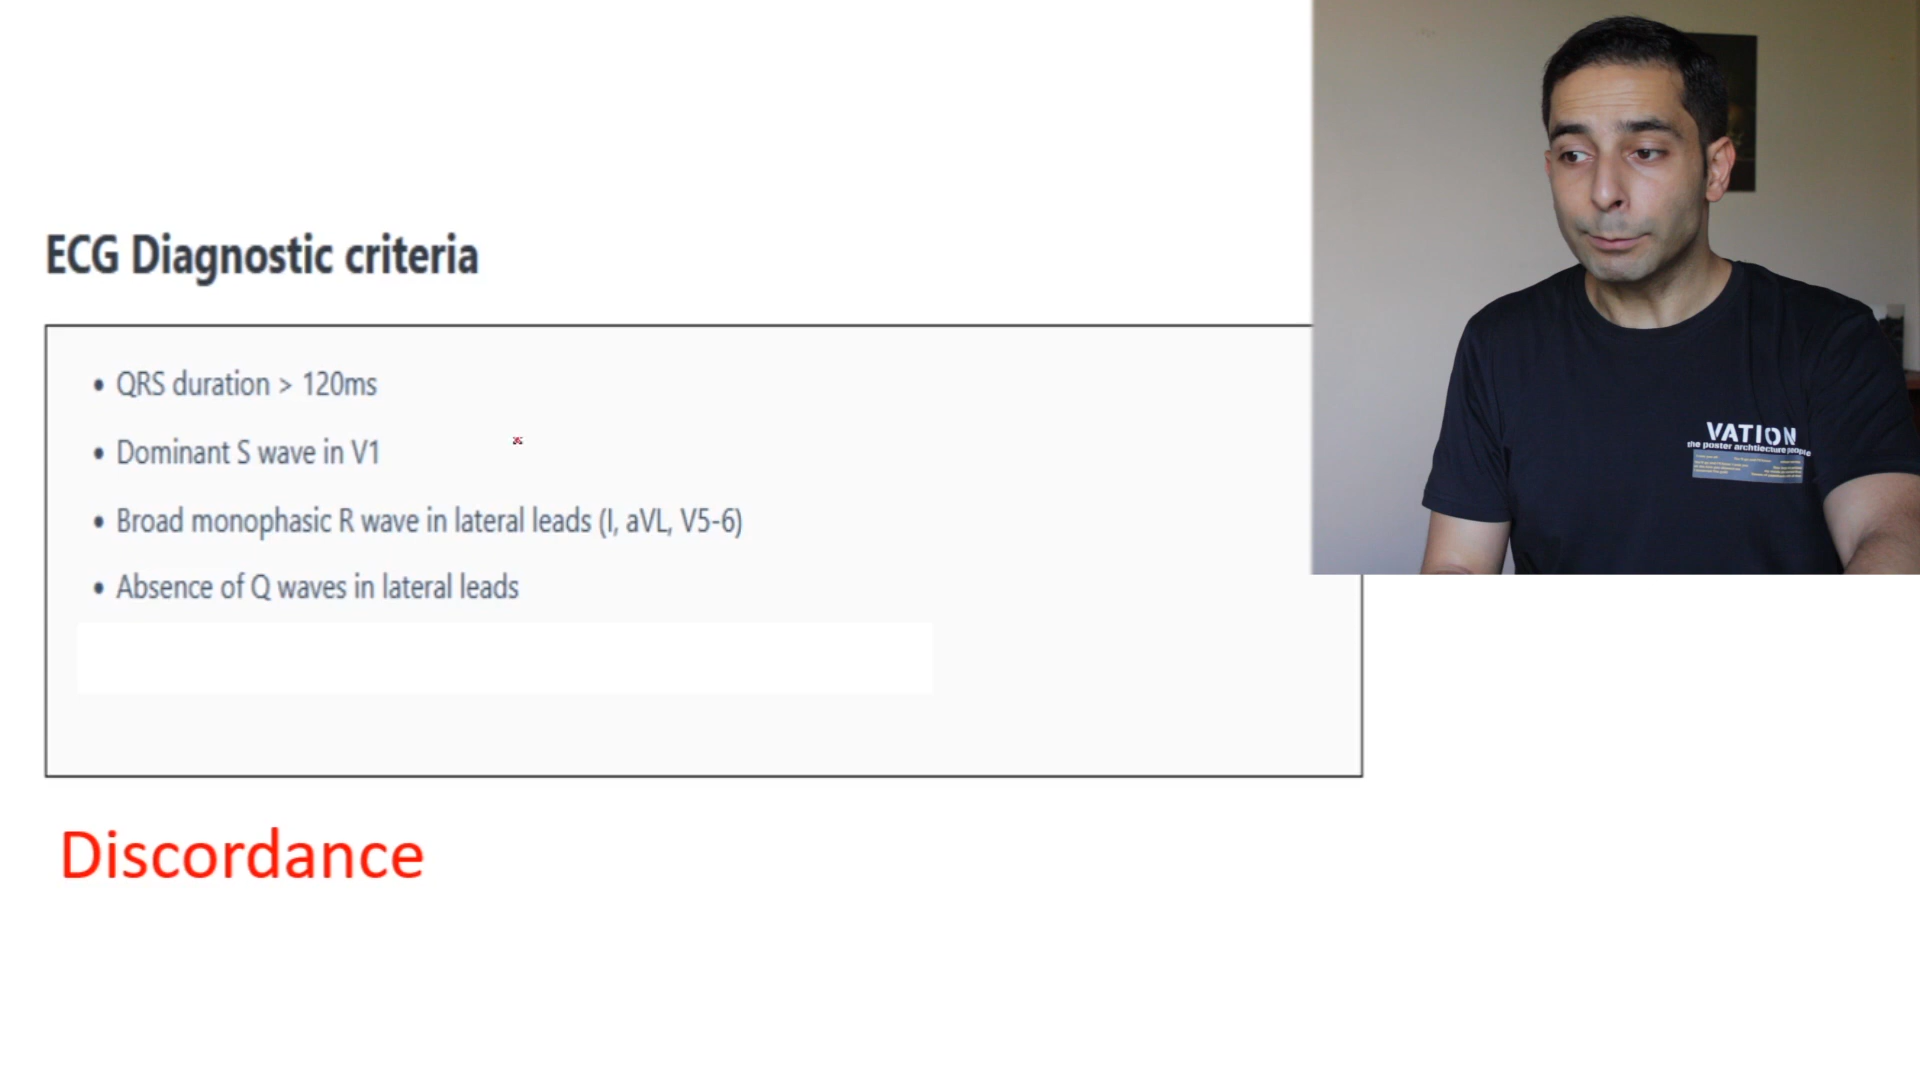 ECG Diagnostic criteria
• QRS duration > 120ms
• Dominant S wave in V1
• Broad monophasic R wave in lateral leads (I, aVL, V5-6)
• Absence of Q waves in lateral leads
Discordance
VATION
the poster archtiecture people